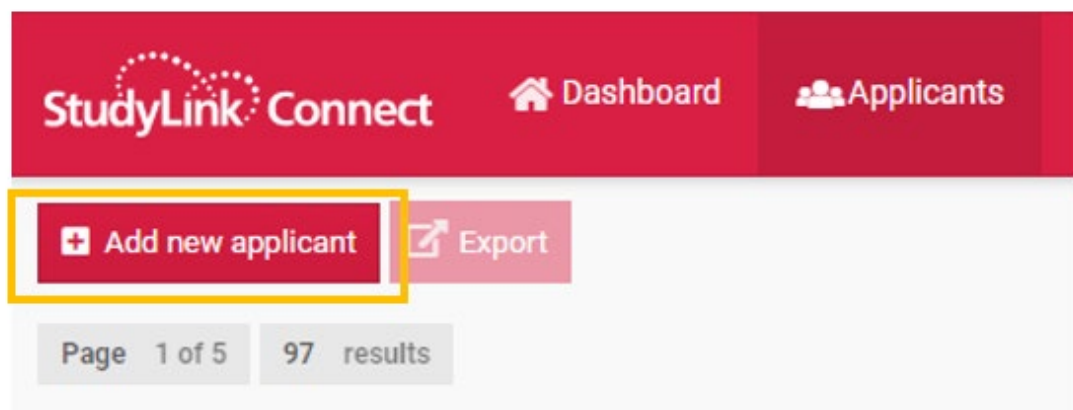 StudyLink Connect Dashboard Applicants
Add new applicant Export
Page 1 of 5 97 results